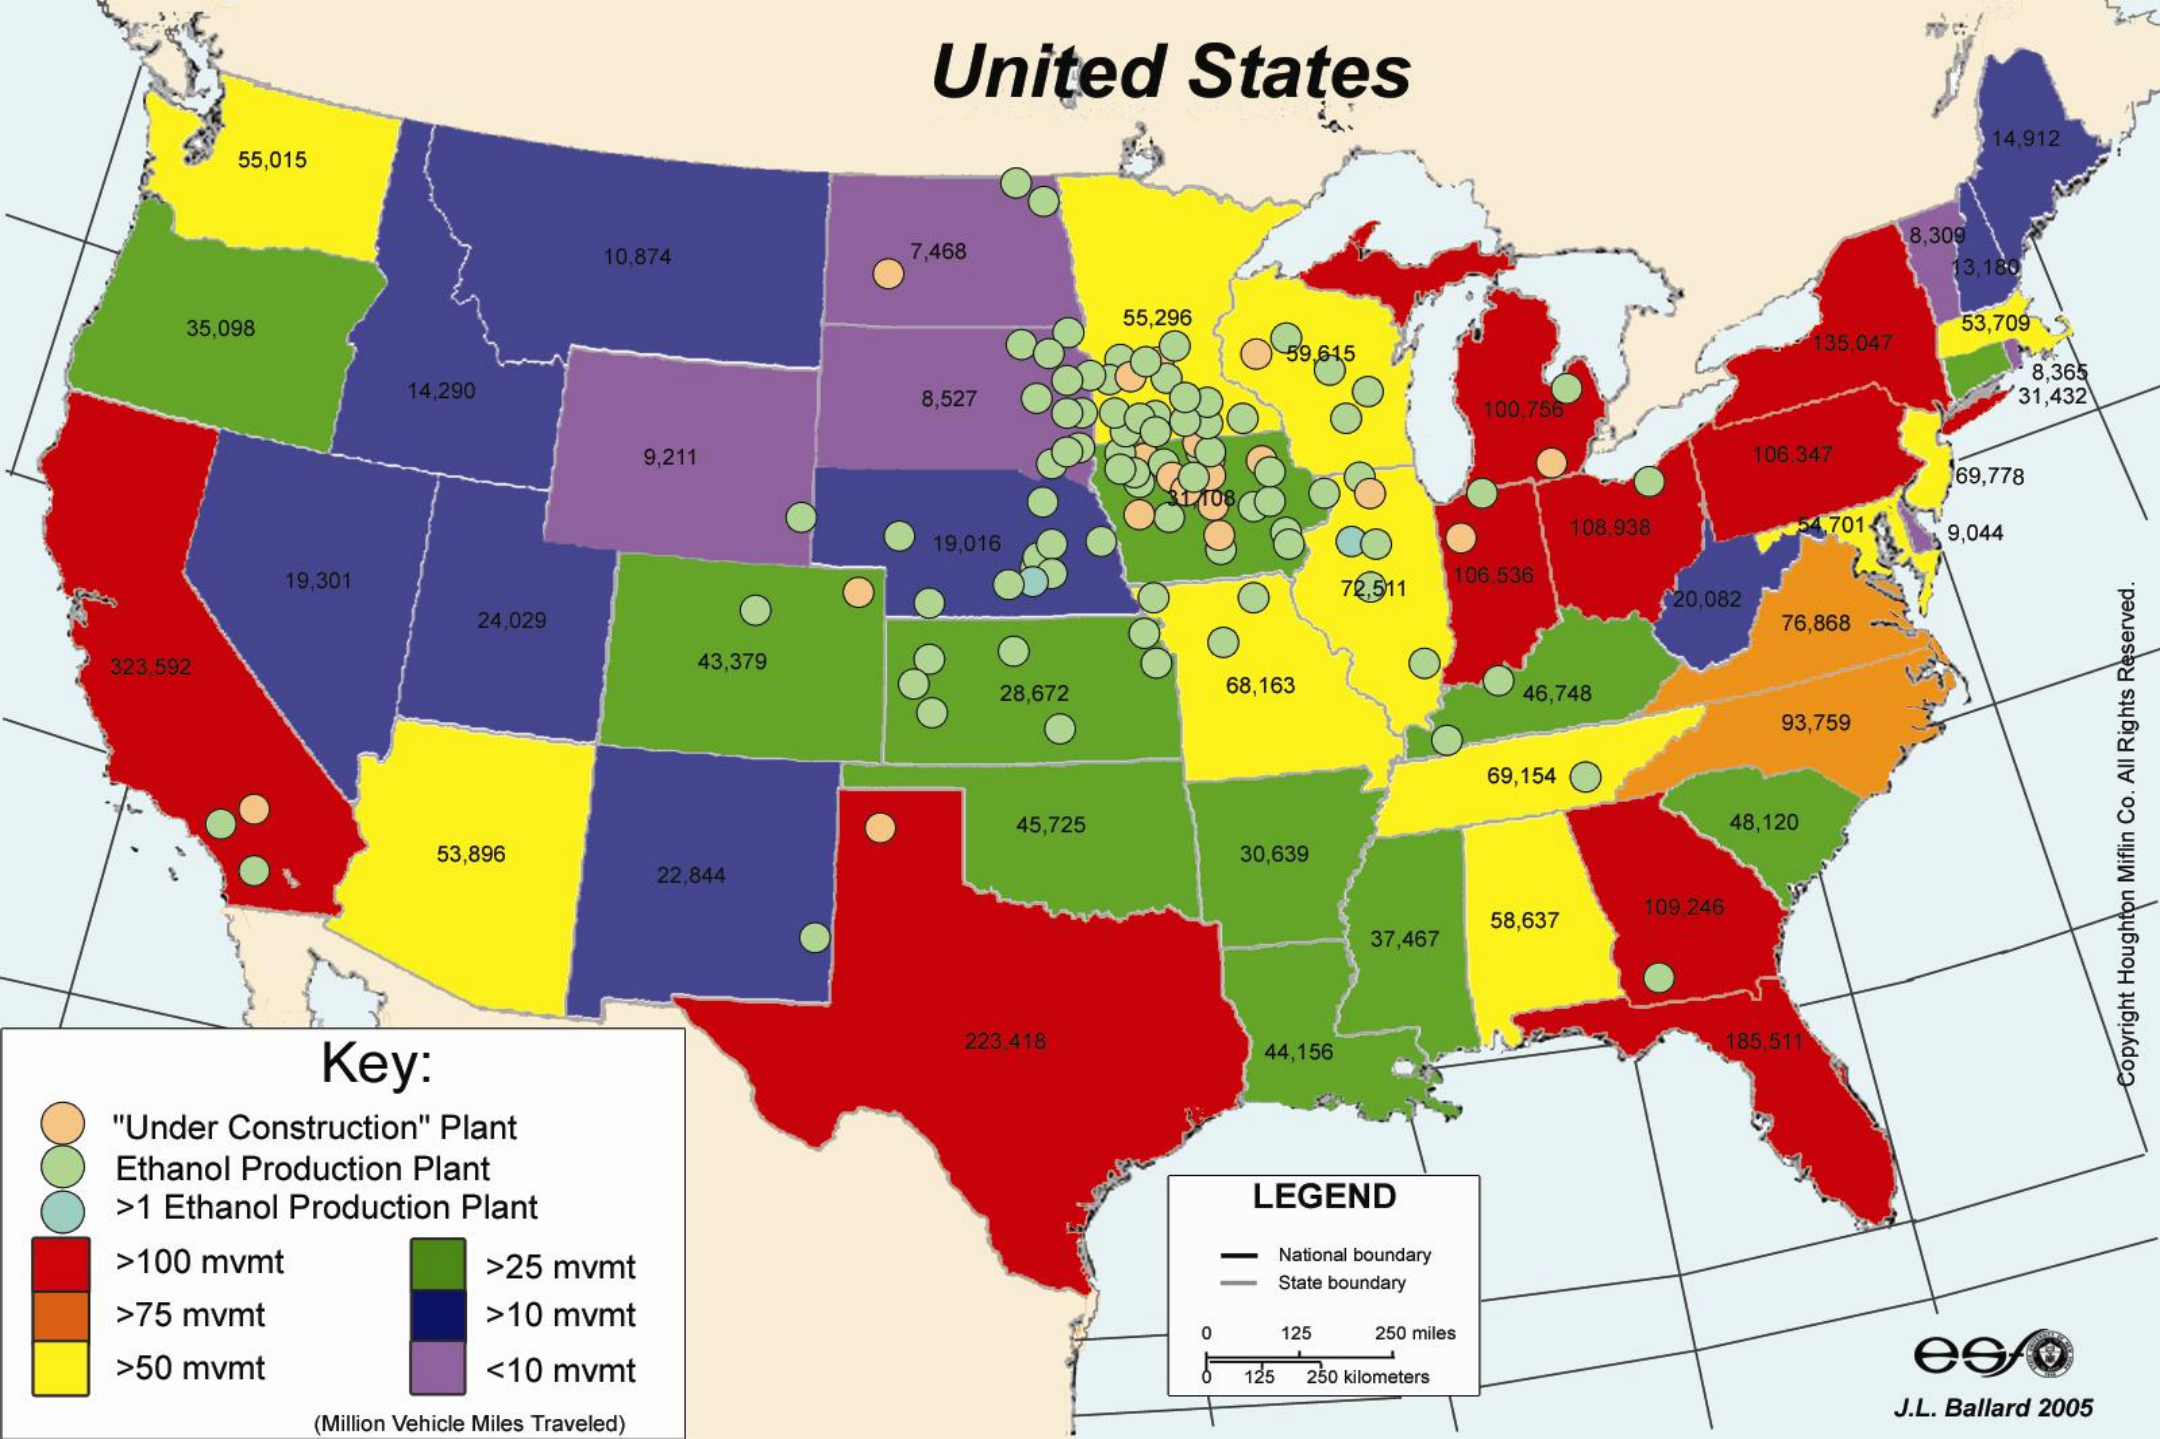 United States
55,015
14,912
10,874
7,468
8,309
13,180
35,098
55,296
53,709
59,615
135,047
8,365
14,290
8,527
31,432
100,756
9,211
106,347
69,778
31,108
108,938
54,701
9,044
19,016
19,301
106,536
72,511
20,082
24,029
76,868
323,592
43,379
68,163
28,672
46,748
93,759
69,154
45,725
48,120
53,896
30,639
22,844
109,246
58,637
37,467
223,418
44,156
185,511
Copyright Houghton Mifflin Co. All Rights Reserved.
Key:
"Under Construction" Plant
Ethanol Production Plant
>1 Ethanol Production Plant
>100 mvmt
>25 mvmt
>75 mvmt
>10 mvmt
>50 mvmt
<10 mvmt
(Million Vehicle Miles Traveled)
LEGEND
National boundary
State boundary
0 125 250 miles
0 125 250 kilometers
esf
J.L. Ballard 2005